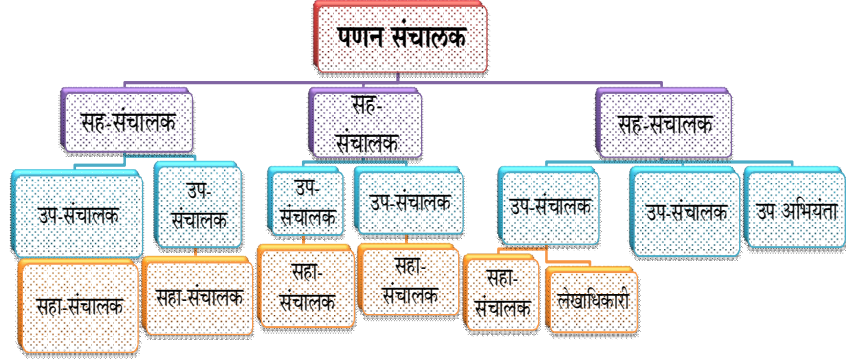 पणन संचालक
सह-संचालक
सह-
संचालक
सह-संचालक
उप-संचालक
उप-
संचालक
उप-
संचालक
उप-संचालक
उप-संचालक
उप-संचालक
उप अभियंता
सहा-संचालक
सहा-संचालक
सहा-
संचालक
सहा-
संचालक
सहा-
संचालक
लेखाधिकारी